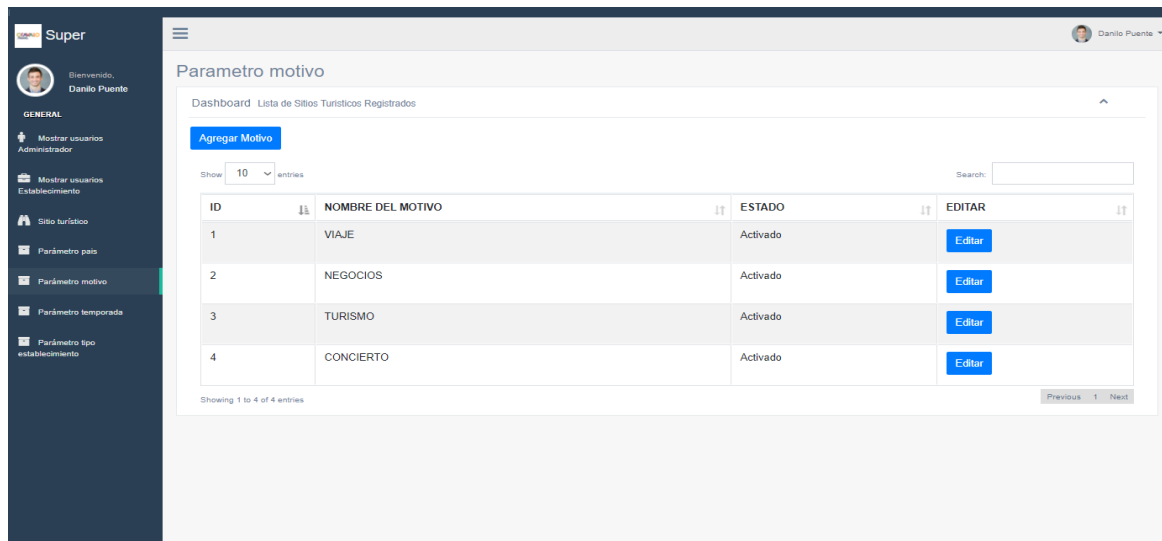 Super
Danilo Puente
Bienvenido,
Danilo Puente
GENERAL
Mostrar usuarios
Administrador
Mostrar usuarios
Establecimiento
Sitio turístico
Parámetro pais
Parámetro motivo
Parámetro temporada
Parámetro tipo
establecimiento
Parametro motivo
Dashboard Lista de Sitios Turisticos Registrados
Agregar Motivo
Show 10 entries
Search:
ID NOMBRE DEL MOTIVO ESTADO EDITAR
1 VIAJE Activado Editar
2 NEGOCIOS Activado Editar
3 TURISMO Activado Editar
4 CONCIERTO Activado Editar
Showing 1 to 4 of 4 entries
Previous 1 Next